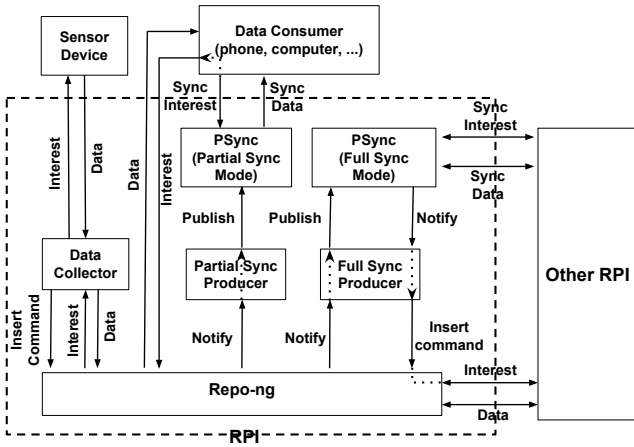 Sensor
Device
Data Consumer
(phone, computer, ...)
Sync
Interest
Sync
Data
Interest
Data
Data
Interest
PSync
(Partial Sync
Mode)
PSync
(Full Sync
Mode)
Sync
Interest
Sync
Data
Publish
Publish
Notify
Data
Collector
Partial Sync
Producer
Full Sync
Producer
Other RPI
Insert
Command
Interest
Data
Notify
Notify
Insert
command
Repo-ng
Interest
Data
RPI